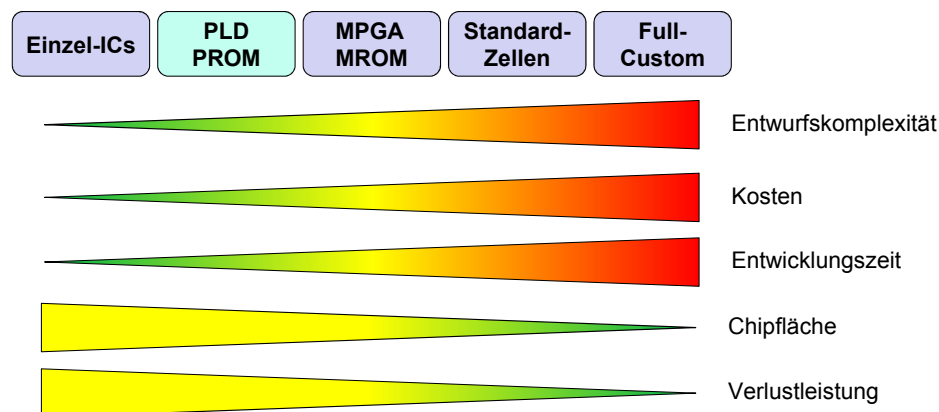 Einzel-ICs
PLD
PROM
MPGA
MROM
Standard-
Zellen
Full-
Custom
Entwurfskomplexität
Kosten
Entwicklungszeit
Chipfläche
Verlustleistung